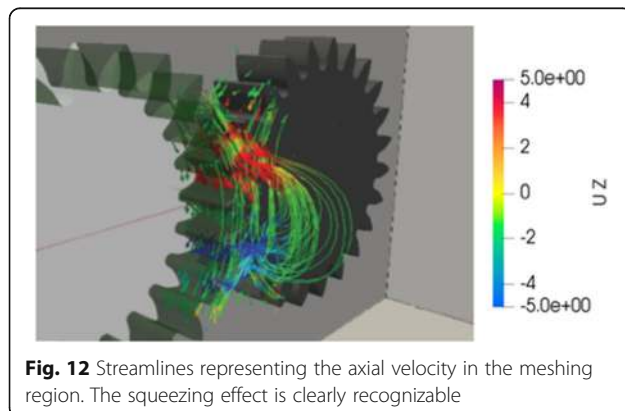 5.0e+00
4
2
0
-4
-5.0e+00
U Z
Fig. 12 Streamlines representing the axial velocity in the meshing
region. The squeezing effect is clearly recognizable